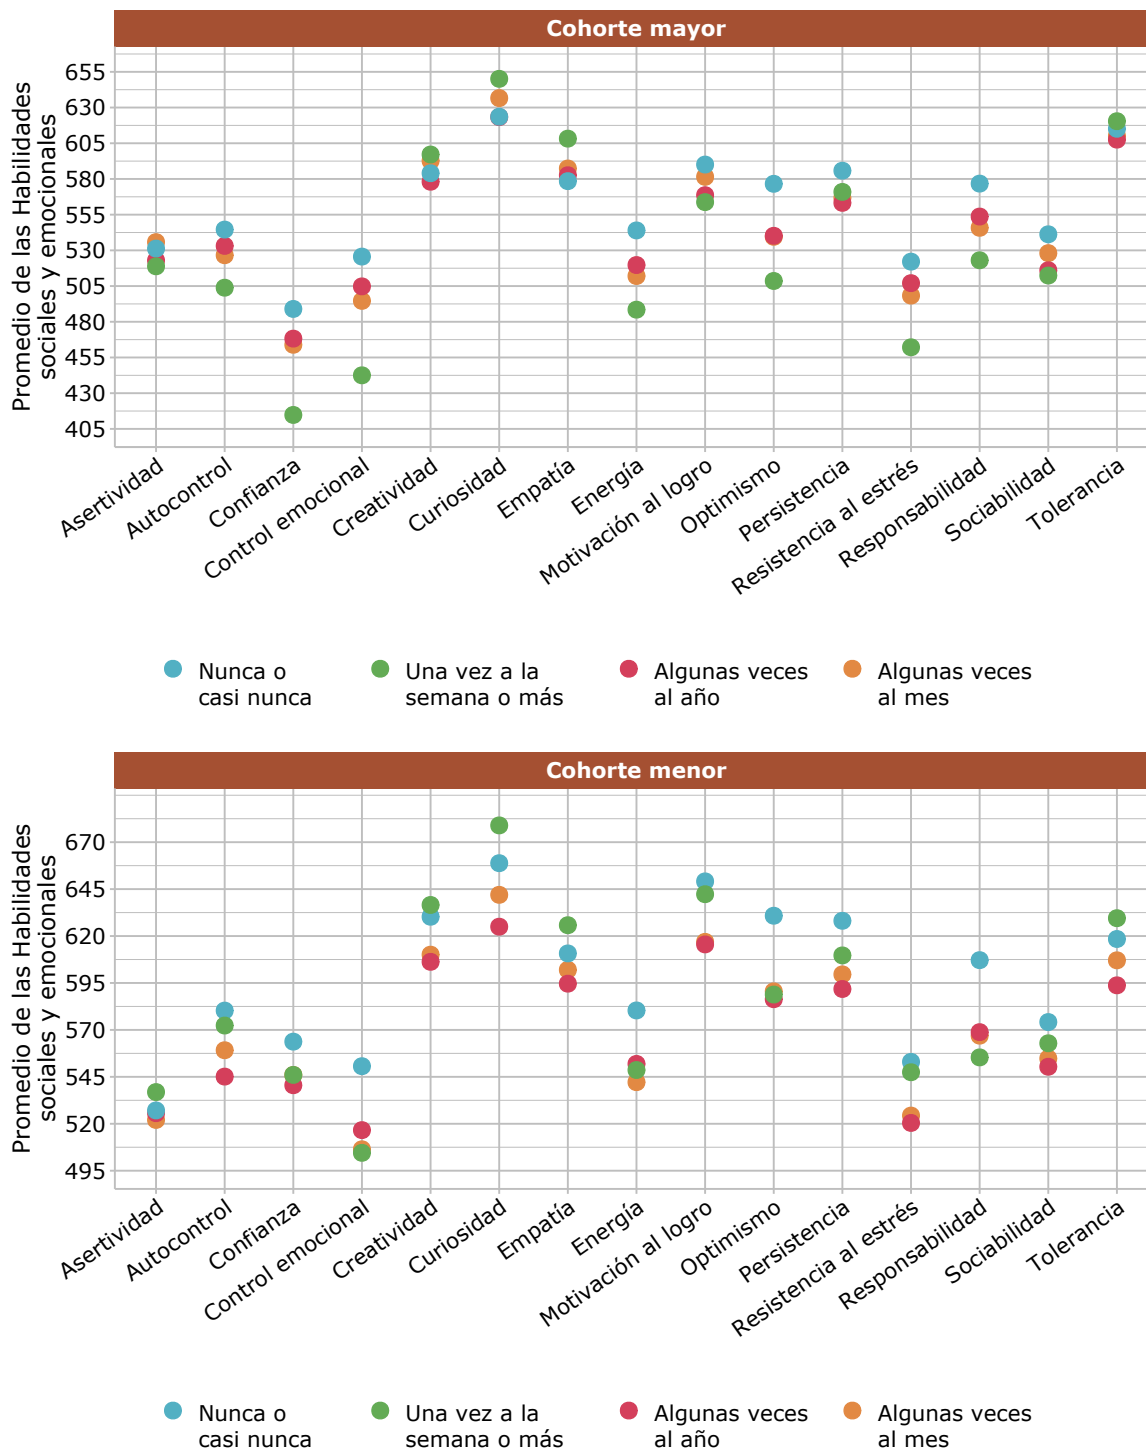 Cohorte mayor
Promedio de las Habilidades
sociales y emocionales
655
630
605
580
555
530
505
480
455
430
405
Asertividad
Autocontrol
Confianza
Control emocional
Creatividad
Curiosidad
Empatía
Energía
Motivación al logro
Optimismo
Persistencia
Resistencia al estrés
Responsabilidad
Sociabilidad
Tolerancia
Nunca o
casi nunca
Una vez a la
semana o más
Algunas veces
al año
Algunas veces
al mes
Cohorte menor
Promedio de las Habilidades
sociales y emocionales
670
645
620
595
570
545
520
495
Asertividad
Autocontrol
Confianza
Control emocional
Creatividad
Curiosidad
Empatía
Energía
Motivación al logro
Optimismo
Persistencia
Resistencia al estrés
Responsabilidad
Sociabilidad
Tolerancia
Nunca o
casi nunca
Una vez a la
semana o más
Algunas veces
al año
Algunas veces
al mes